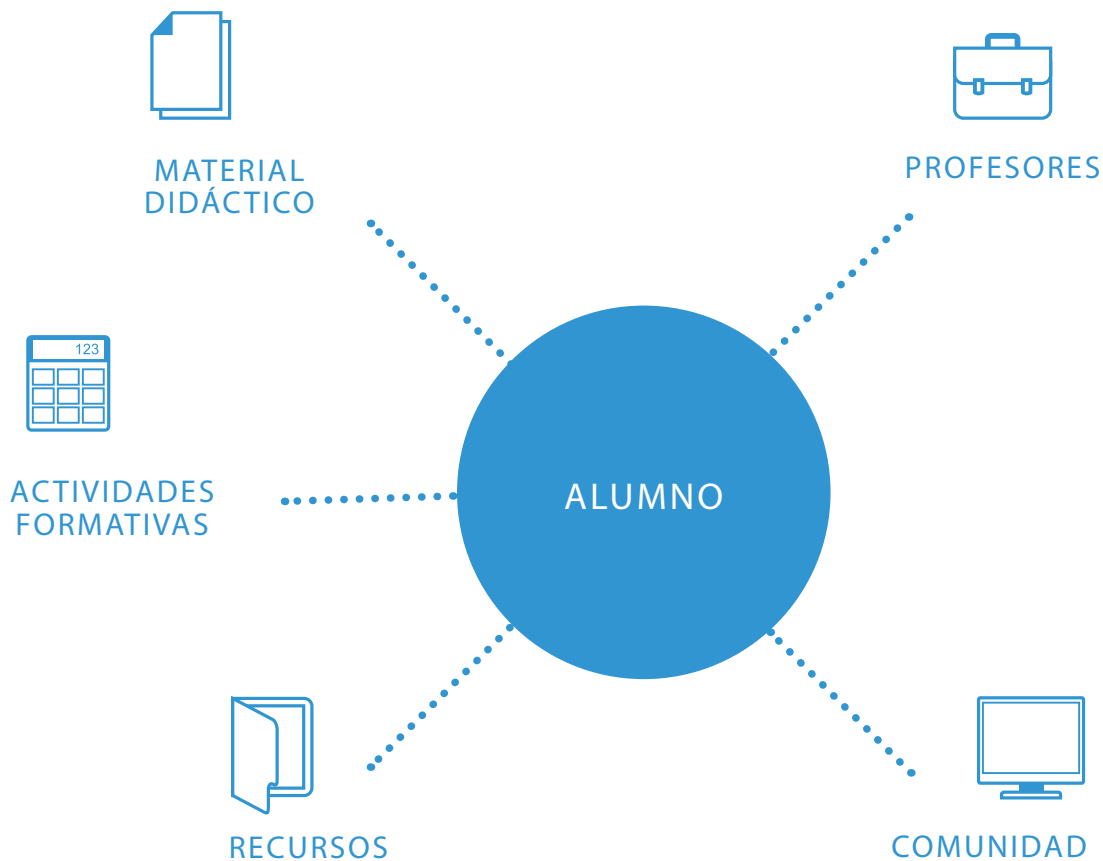 MATERIAL
DIDÁCTICO
PROFESORES
123
ACTIVIDADES
FORMATIVAS
ALUMNO
RECURSOS
COMUNIDAD